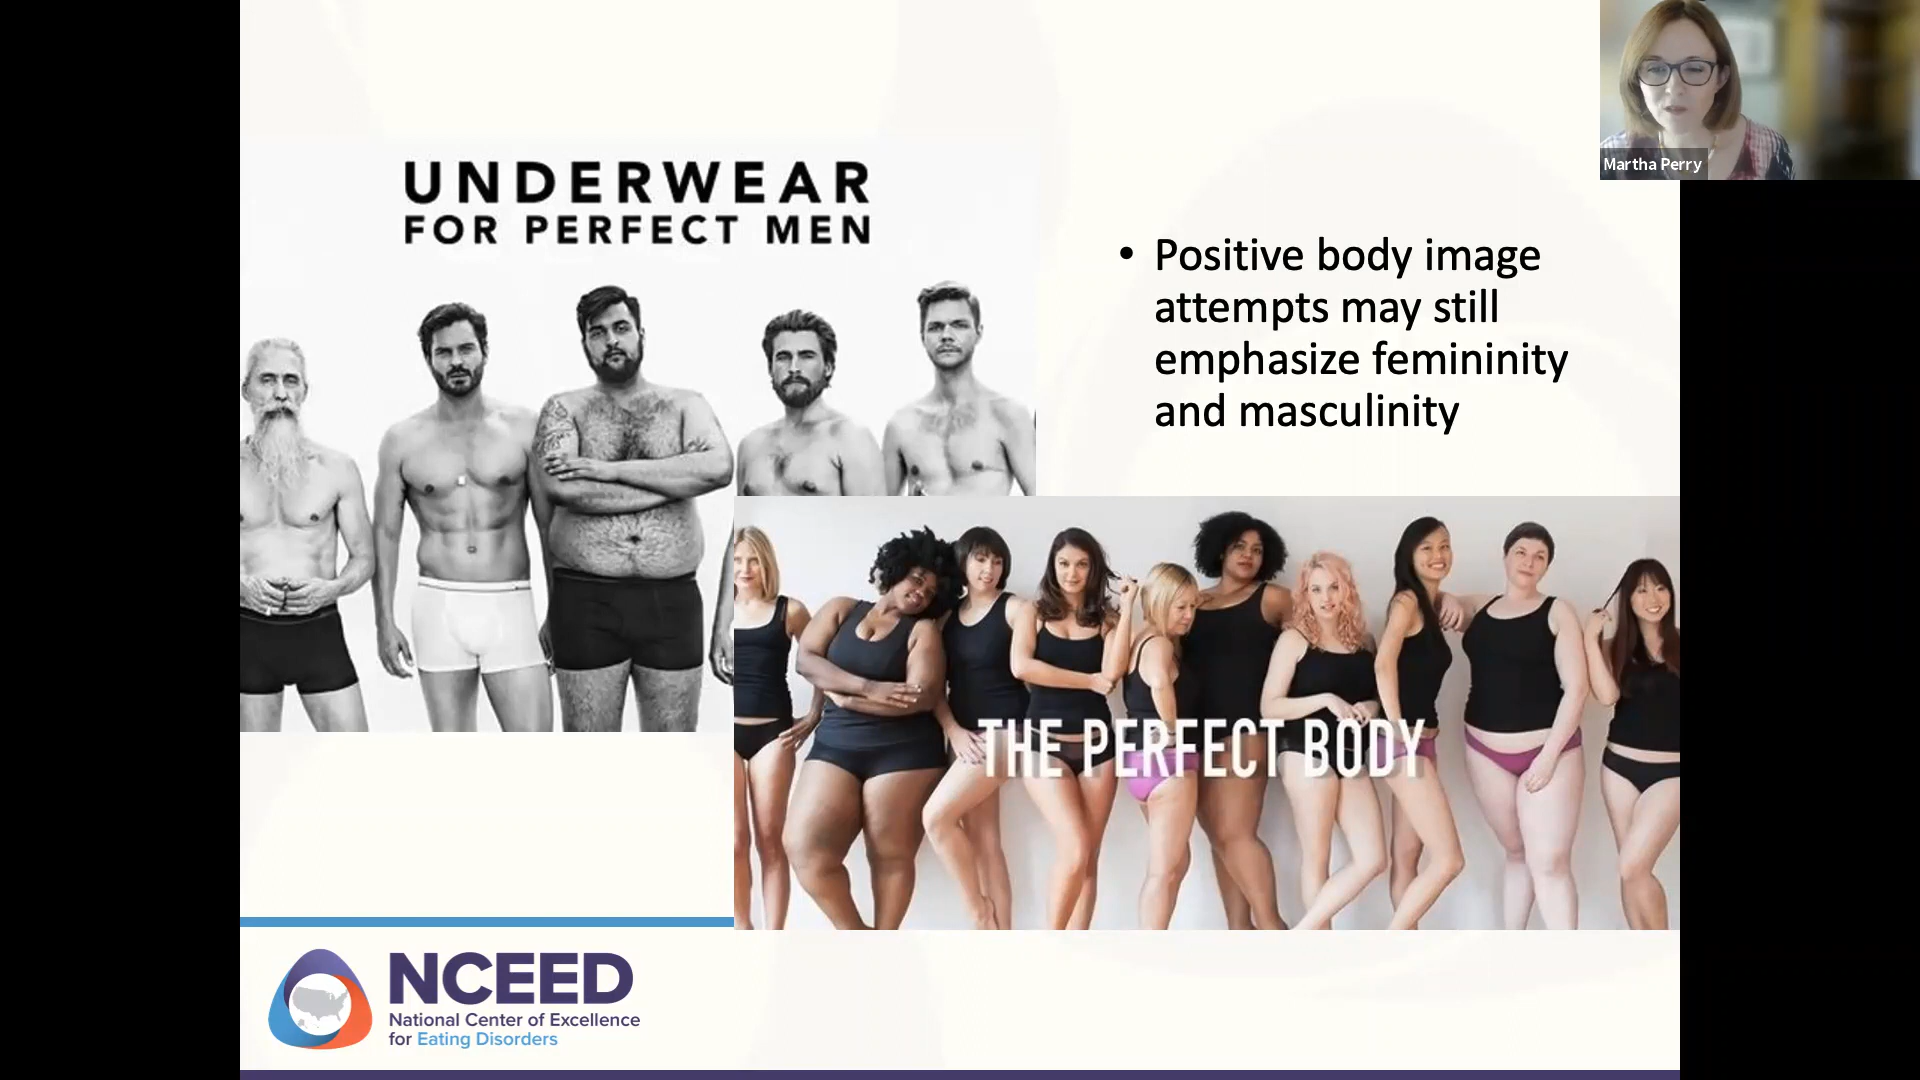 UNDERWEAR
FOR PERFECT MEN
Martha Perry
• Positive body image
attempts may still
emphasize femininity
and masculinity
THE PERFECT BODY
NCEED
National Center of Excellence
for Eating Disorders